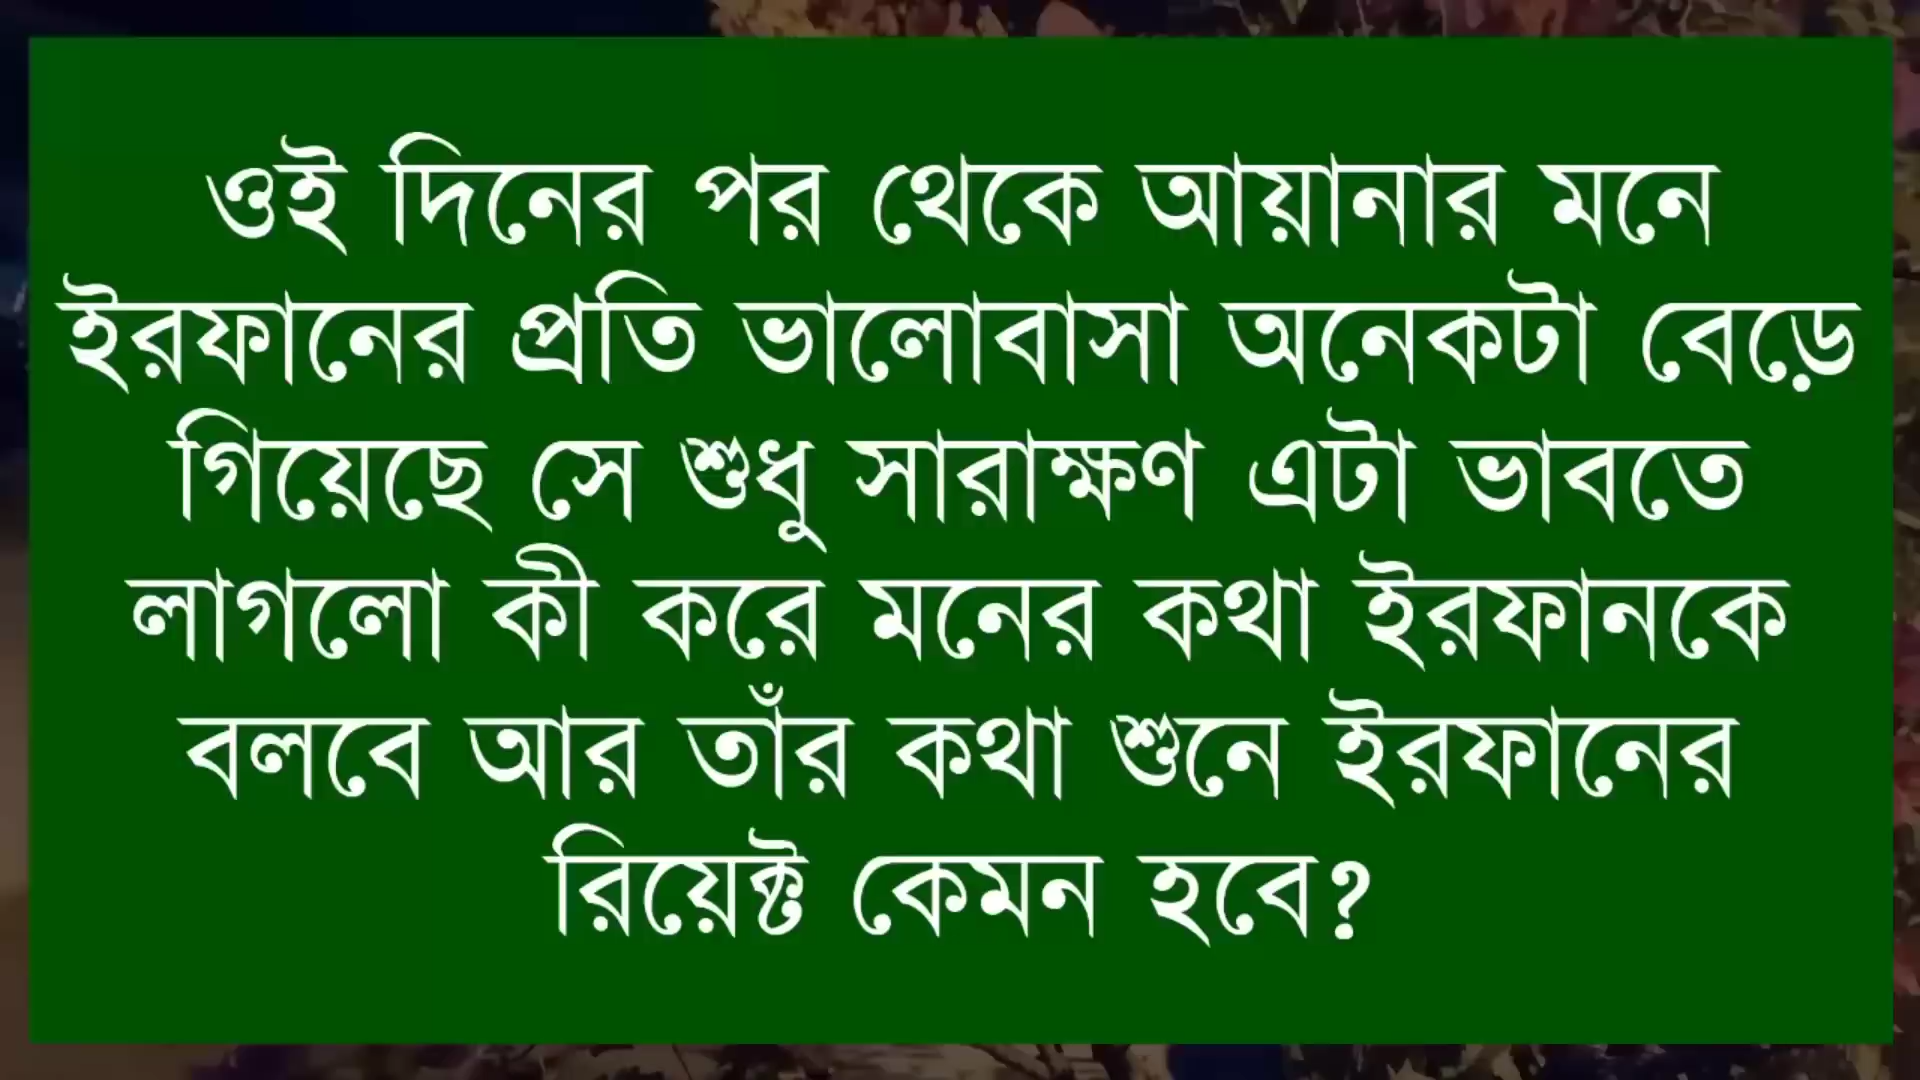 ওই দিনের পর থেকে আয়ানার মনে
ইরফানের প্রতি ভালোবাসা অনেকটা বেড়ে
গিয়েছে সে শুধু সারাক্ষণ এটা ভাবতে
লাগলো কী করে মনের কথা ইরফানকে
বলবে আর তাঁর কথা শুনে ইরফানের
রিয়েক্ট কেমন হবে?